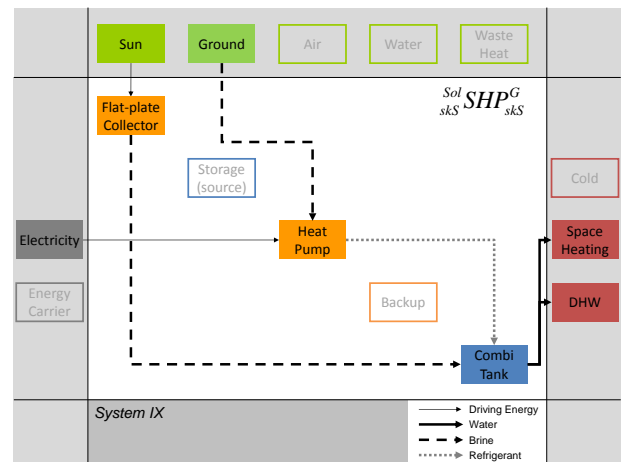 Sun
Ground
Air
Water
Waste
Heat
Sol
skS SHP G skS
Flat-plate
Collector
Storage
(source)
Cold
Electricity
Heat
Pump
Space
Heating
Energy
Carrier
Backup
DHW
Combi
Tank
System IX
Driving Energy
Water
Brine
Refrigerant